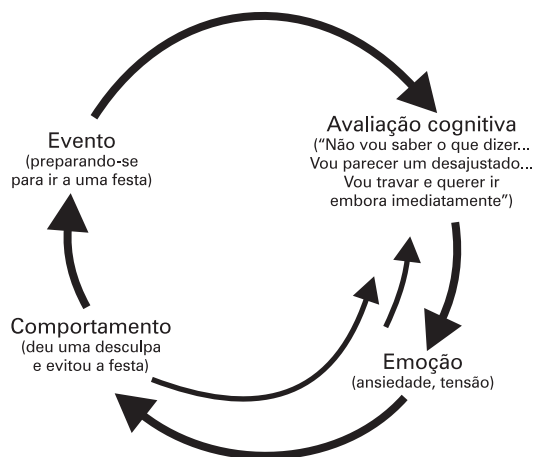 Evento
(preparando-se
para ir a uma festa)
Avaliação cognitiva
(“Não vou saber o que dizer...
Vou parecer um desajustado...
Vou travar e querer ir
embora imediatamente”)
Emoção
(ansiedade, tensão)
Comportamento
(deu uma desculpa
e evitou a festa)